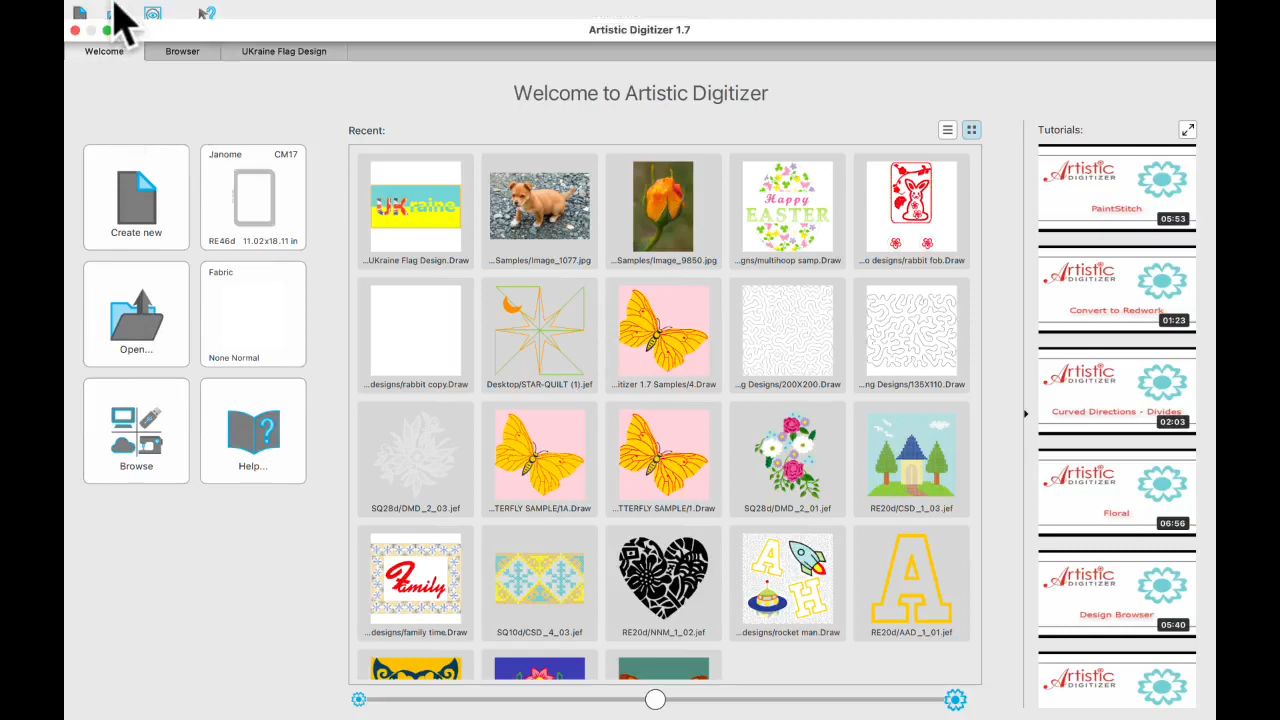 Artistic Digitizer 1.7
Welcome
Browser
UKraine Flag Design
Welcome to Artistic Digitizer
Recent:
Tutorials:
Create new
Janome CM17
RE46d 11.02x18.11 in
Open...
Fabric
None Normal
Browse
Help...
UKraine
...UKraine Flag Design.Draw
...Samples/Image_1077.jpg
...Samples/Image_9850.jpg
Happy
EASTER
...gns/multihoop samp.Draw
...o designs/rabbit fob.Draw
...designs/rabbit copy.Draw
Desktop/STAR-QUILT (1).jef
...itizer 1.7 Samples/4.Draw
...g Designs/200X200.Draw
...ng Designs/135X110.Draw
SQ28d/DMD_2_03.jef
...TERFLY SAMPLE/1A.Draw
...TTERFLY SAMPLE/1.Draw
SQ28d/DMD_2_01.jef
RE20d/CSD_1_03.jef
Family
...designs/family time.Draw
SQ10d/CSD_4_03.jef
RE20d/NNM_1_02.jef
A
A
H
...designs/rocket man.Draw
A
RE20d/AAD_1_01.jef
Artistic
DIGITIZER
PaintStitch
05:53
Artistic
DIGITIZER
Convert to Redwork
01:23
Artistic
DIGITIZER
Curved Directions - Divides
02:03
Artistic
DIGITIZER
Floral
06:56
Artistic
DIGITIZER
Design Browser
05:40
Artistic
DIGITIZER